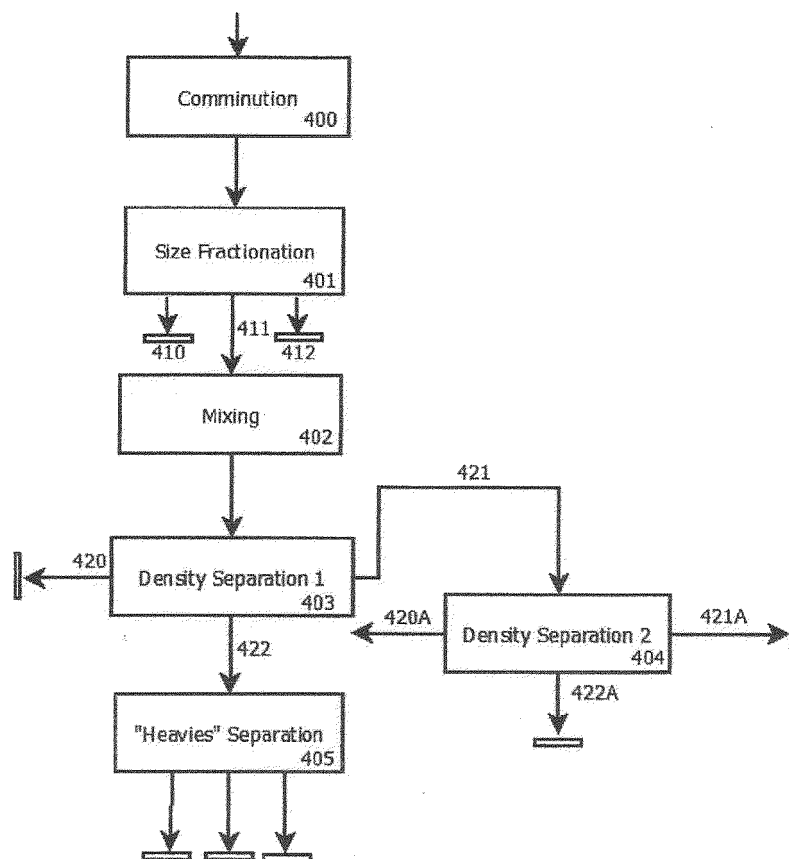 Comminution
400
Size Fractionation
401
411
410
412
Mixing
402
421
420
Density Separation 1
403
420A
Density Separation 2
404
421A
422
422A
"Heavies" Separation
405